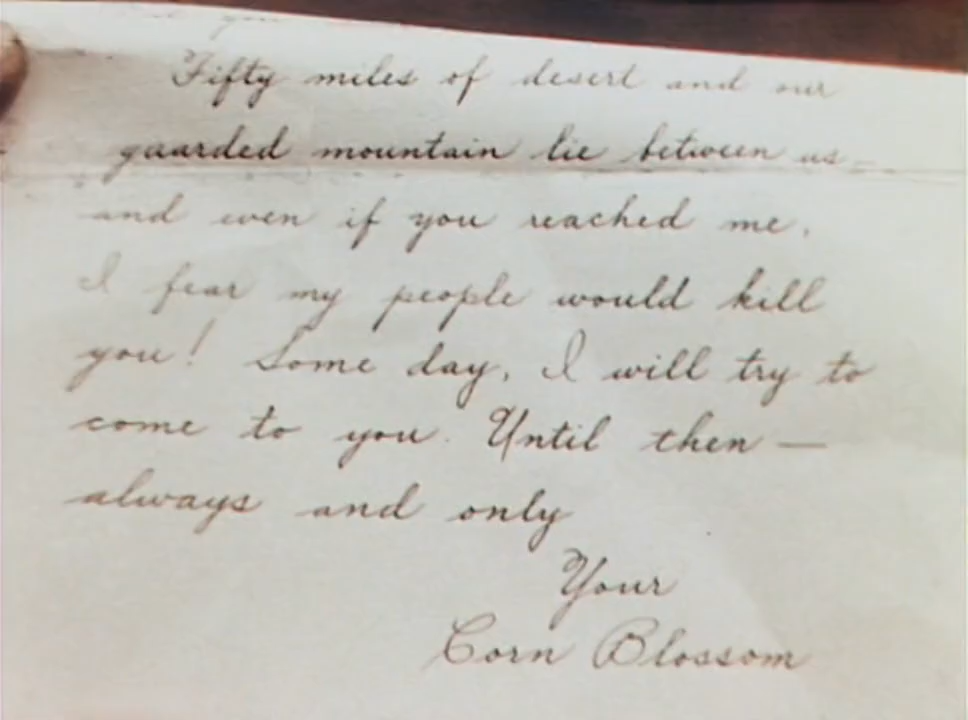 Fifty miles of desert and our
guarded mountain lie between us—
and even if you reached me,
I fear my people would kill
you! Some day, I will try to
come to you. Until then —
always and only
Your
Corn Blossom